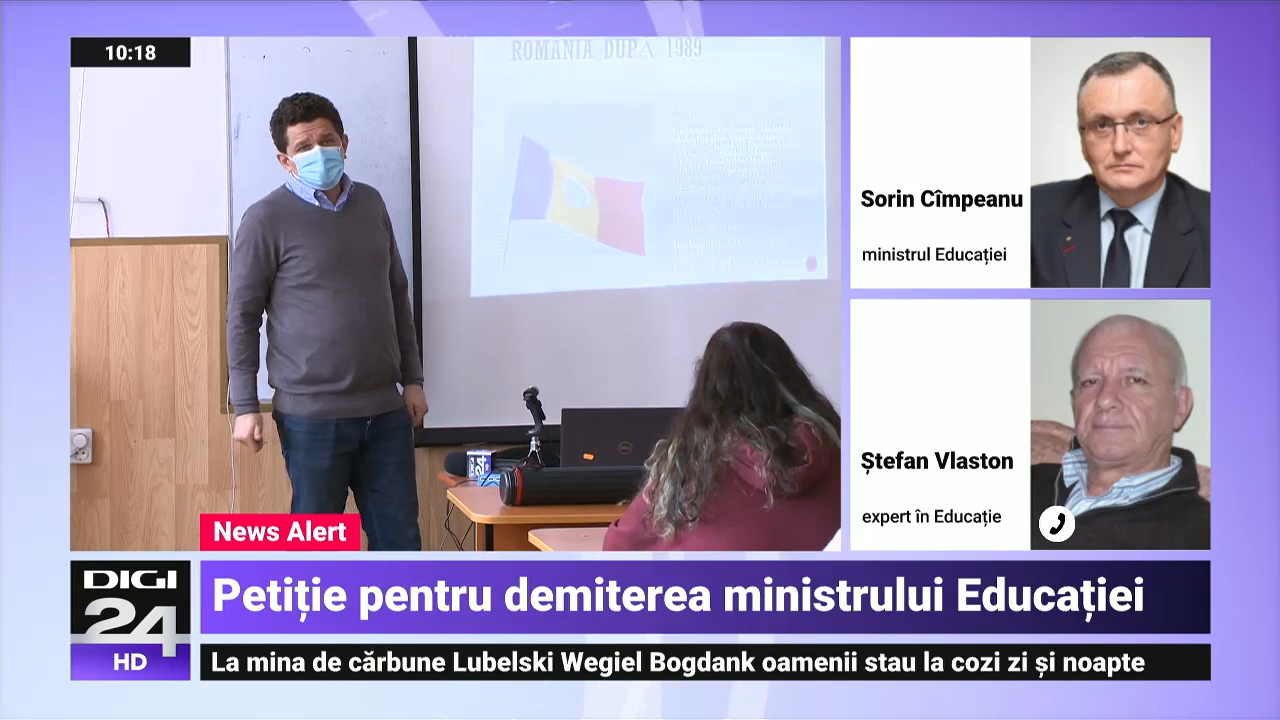 10:18
ROMANIA DUPA 1989
Sorin Cîmpeanu
ministrul Educației
Ștefan Vlaston
expert în Educație
DIGI
24
News Alert
DIGI
24
HD
Petiție pentru demiterea ministrului Educației
La mina de cărbune Lubelski Wegiel Bogdank oamenii stau la cozi zi și noapte